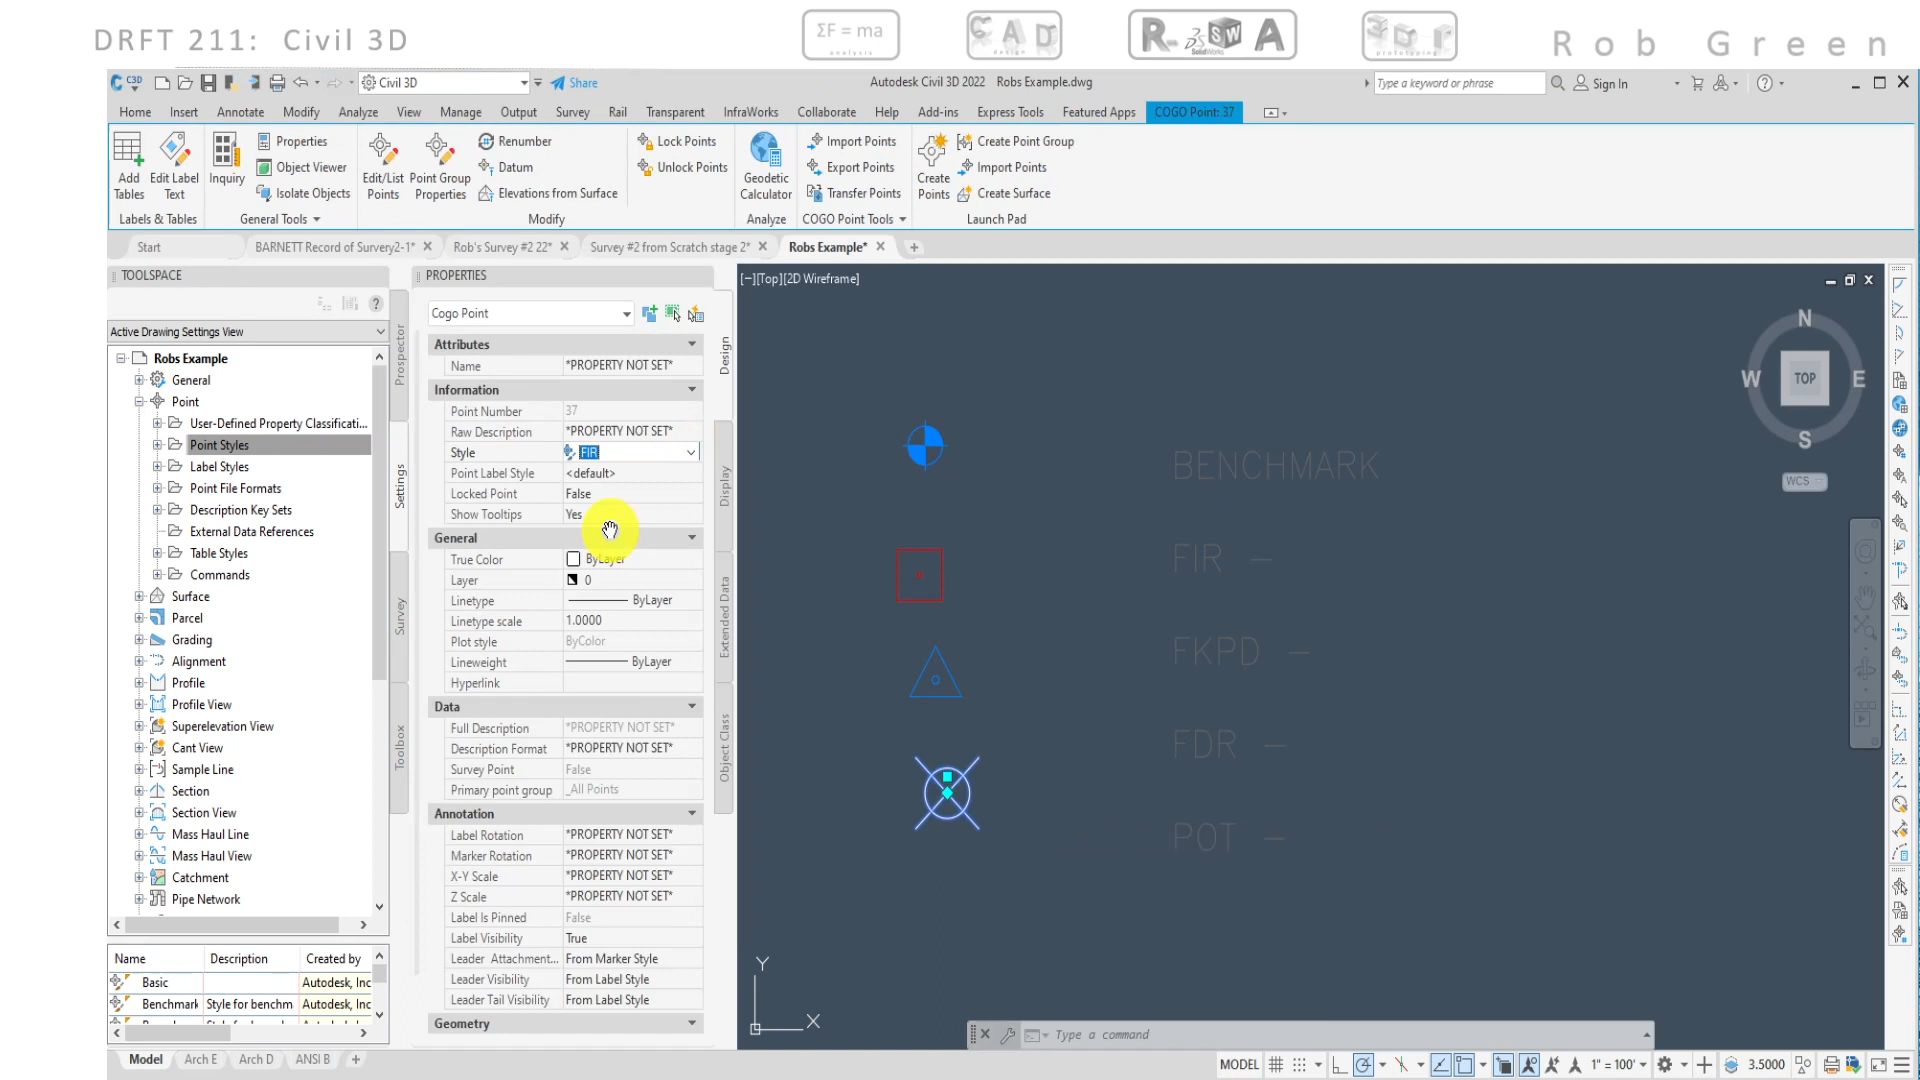 DRFT 211: Civil 3D
ΣF = ma
analysis
CAD
design
R- 3DS SW A
SolidWorks
prototyping
Rob Green
C3D
Civil 3D
Share
Autodesk Civil 3D 2022 Robs Example.dwg
Type a keyword or phrase
Sign In
Home Insert Annotate Modify Analyze View Manage Output Survey Rail Transparent InfraWorks Collaborate Help Add-ins Express Tools Featured Apps COGO Point: 37
Add Tables
Edit Label Text
Inquiry
Properties
Object Viewer
Isolate Objects
Edit/List Points
Point Group Properties
Renumber
Datum
Elevations from Surface
Lock Points
Unlock Points
Geodetic Calculator
Import Points
Export Points
Transfer Points
Create Points
Create Point Group
Import Points
Create Surface
Labels & Tables General Tools Modify Analyze COGO Point Tools Launch Pad
Start BARNETT Record of Survery2-1* Rob's Survey #2 22* Survey #2 from Scratch stage 2* Robs Example*
TOOLSPACE
Active Drawing Settings View
Robs Example
General
Point
User-Defined Property Classificati...
Point Styles
Label Styles
Point File Formats
Description Key Sets
External Data References
Table Styles
Commands
Surface
Parcel
Grading
Alignment
Profile
Profile View
Superelevation View
Cant View
Sample Line
Section
Section View
Mass Haul Line
Mass Haul View
Catchment
Pipe Network
Prospector
Settings
Survey
Toolbox
Name Description Created by
Basic Autodesk, Inc
Benchmark Style for benchm Autodesk, Inc
PROPERTIES
Cogo Point
Attributes
Name *PROPERTY NOT SET*
Information
Point Number 37
Raw Description *PROPERTY NOT SET*
Style FIR
Point Label Style <default>
Locked Point False
Show Tooltips Yes
General
True Color ByLayer
Layer 0
Linetype ByLayer
Linetype scale 1.0000
Plot style ByColor
Lineweight ByLayer
Hyperlink
Data
Full Description *PROPERTY NOT SET*
Description Format *PROPERTY NOT SET*
Survey Point False
Primary point group _All Points
Annotation
Label Rotation *PROPERTY NOT SET*
Marker Rotation *PROPERTY NOT SET*
X-Y Scale *PROPERTY NOT SET*
Z Scale *PROPERTY NOT SET*
Label Is Pinned False
Label Visibility True
Leader Attachment... From Marker Style
Leader Visibility From Label Style
Leader Tail Visibility From Label Style
Geometry
Design
Display
Extended Data
Object Class
[−][Top][2D Wireframe]
N
W TOP E
S
WCS
BENCHMARK
FIR –
FKPD –
FDR –
POT –
Y
X
Type a command
Model Arch E Arch D ANSI B +
MODEL 1" = 100' 3.5000